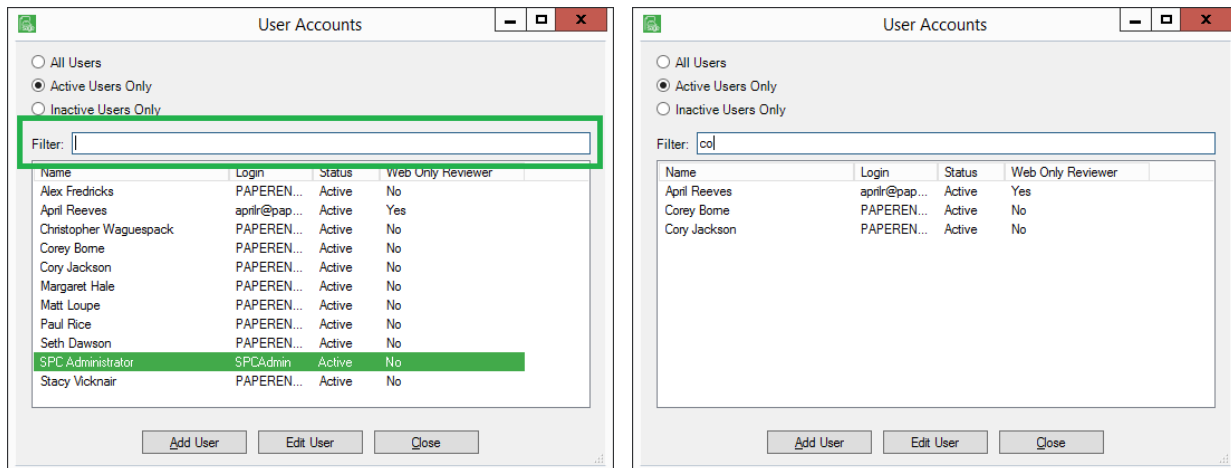 User Accounts
All Users
Active Users Only
Inactive Users Only
Filter:
Name Login Status Web Only Reviewer
Alex Fredricks PAPEREN... Active No
April Reeves aprilr@pap... Active Yes
Christopher Waguespack PAPEREN... Active No
Corey Borne PAPEREN... Active No
Cory Jackson PAPEREN... Active No
Margaret Hale PAPEREN... Active No
Matt Loupe PAPEREN... Active No
Paul Rice PAPEREN... Active No
Seth Dawson PAPEREN... Active No
SPC Administrator SPCAdmin Active No
Stacy Vicknair PAPEREN... Active No
Add User Edit User Close
User Accounts
All Users
Active Users Only
Inactive Users Only
Filter: co
Name Login Status Web Only Reviewer
April Reeves aprilr@pap... Active Yes
Corey Borne PAPEREN... Active No
Cory Jackson PAPEREN... Active No
Add User Edit User Close